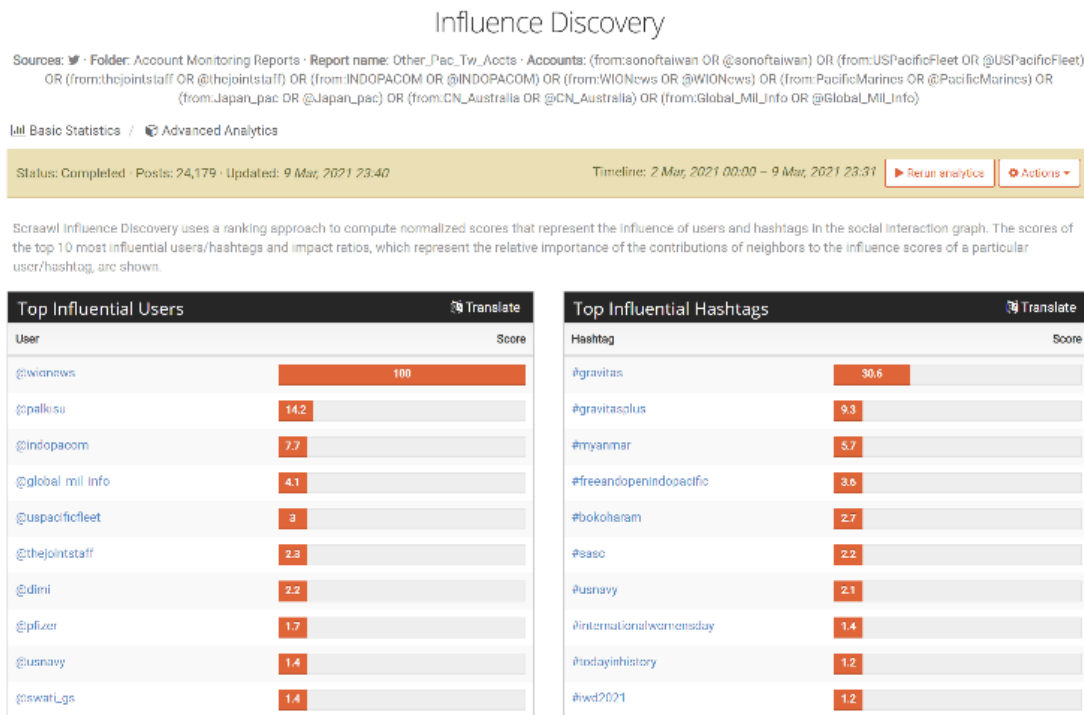 Influence Discovery
Sources: · Folder: Account Monitoring Reports · Report name: Other_Pac_Tw_Accts · Accounts: (from:sonoftaiwan OR @sonoftaiwan) OR (from:USPacificFleet OR @USPacificFleet)
OR ((from:thejointstaff OR @thejointstaff) OR (from:INDOPACOM OR @INDOPACOM) OR (from:WIONews OR @WIONews) OR (from:PacificMarines OR @PacificMarines) OR
(from:Japan_pac OR @Japan_pac) OR (from:CN_Australia OR @CN_Australia) OR (from:Global_Mil_Info OR @Global_Mil_Info)
Basic Statistics / Advanced Analytics
Status: Completed · Posts: 24,179 · Updated: 9 Mar, 2021 23:40 Timeline: 2 Mar, 2021 00:00 – 9 Mar, 2021 23:31 Rerun analytics Actions
Scraawl Influence Discovery uses a ranking approach to compute normalized scores that represent the influence of users and hashtags in the social interaction graph. The scores of
the top 10 most influential users/hashtags and impact ratios, which represent the relative importance of the contributions of neighbors to the influence scores of a particular
user/hashtag, are shown.
Top Influential Users Translate
User Score
@wionews 100
@palkisu 14.2
@indopacom 7.7
@global_mil_info 4.1
@uspacificfleet 3
@thejointstaff 2.3
@dimi 2.2
@pfizer 1.7
@usnavy 1.4
@swati_gs 1.4
Top Influential Hashtags Translate
Hashtag Score
#gravitas 30.6
#gravitasplus 9.3
#myanmar 5.7
#freeandopenindopacific 3.6
#bokoharam 2.7
#sasc 2.2
#usnavy 2.1
#internationalwomensday 1.4
#todayinhistory 1.2
#iwd2021 1.2